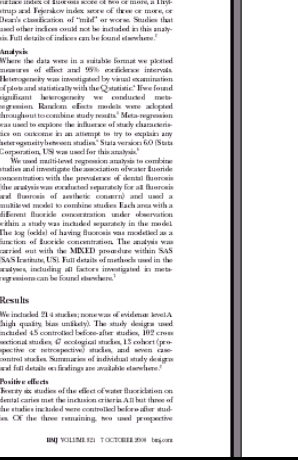 surface index of fluorosis score of two or more, a Thyl-
strup and Fejerskov index score of three or more, or
Dean's classification of "mild" or worse. Studies that
used other indices could not be included in this analy-
sis. Full details of indices can be found elsewhere.
Analysis
Where the data were in a suitable format we plotted
measures of effect and 95% confidence intervals.
Heterogeneity was investigated by visual examination
of plots and statistically with the Q statistic. If we found
significant heterogeneity we conducted meta-
regression. Random effects models were adopted
throughout to combine study results. Meta-regression
was used to explore the influence of study characteris-
tics on outcome in an attempt to try to explain any
heterogeneity between studies. Stata version 6.0 (Stata
Corporation, US) was used for this analysis.
We used multi-level regression analysis to combine
studies and investigate the association of water fluoride
concentration with the prevalence of dental fluorosis
(the analysis was conducted separately for all fluorosis
and fluorosis of aesthetic concern) and used a
multilevel model to combine studies. Each area with a
different fluoride concentration under observation
within a study was included separately in the model.
The log (odds) of having fluorosis was modelled as a
function of fluoride concentration. The analysis was
carried out with the MIXED procedure within SAS
(SAS Institute, US). Full details of methods used in the
analyses, including all factors investigated in meta-
regressions can be found elsewhere.
Results
We included 214 studies; none was of evidence level A
(high quality, bias unlikely). The study designs used
included 45 controlled before-after studies, 102 cross
sectional studies, 47 ecological studies, 13 cohort (pro-
spective or retrospective) studies, and seven case-
control studies. Summaries of individual study designs
and full details on findings are available elsewhere.
Positive effects
Twenty six studies of the effect of water fluoridation on
dental caries met the inclusion criteria. All but three of
the studies included were controlled before-after stud-
ies. Of the three remaining, two used prospective
BMJ VOLUME 321 7 OCTOBER 2000 bmj.com